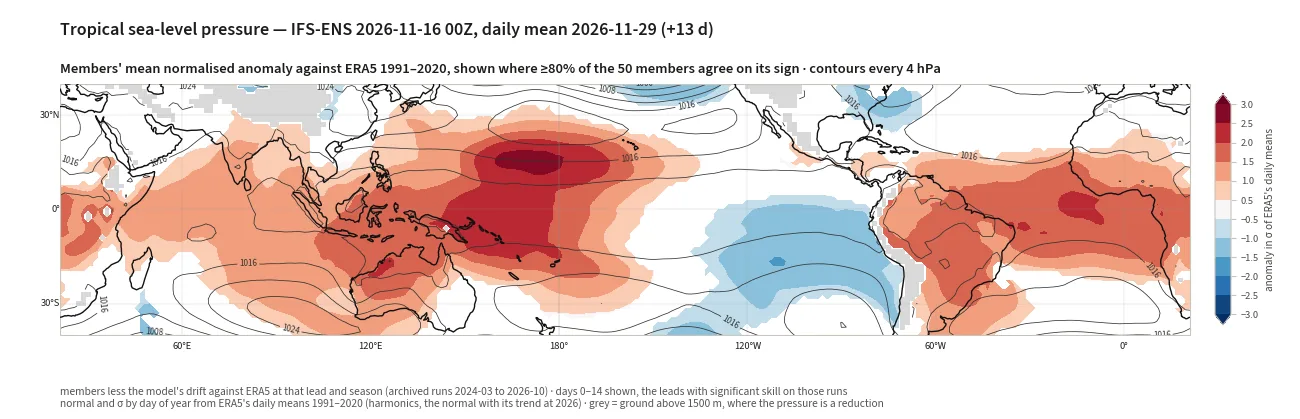 Tropical sea-level pressure — IFS-ENS 2026-11-16 00Z, daily mean 2026-11-29 (+13 d)
Members' mean normalised anomaly against ERA5 1991–2020, shown where ≥80% of the 50 members agree on its sign · contours every 4 hPa
1024
1024
1008
1016
1016
30°N
1016
1016
1016
1016
0°
1016
1016
30°S
1016
1008
1024
1016
1016
60°E
120°E
180°
120°W
60°W
0°
3.0
2.5
2.0
1.5
1.0
0.5
−0.5
−1.0
−1.5
−2.0
−2.5
−3.0
anomaly in σ of ERA5's daily means
members less the model's drift against ERA5 at that lead and season (archived runs 2024-03 to 2026-10) · days 0–14 shown, the leads with significant skill on those runs
normal and σ by day of year from ERA5's daily means 1991–2020 (harmonics, the normal with its trend at 2026) · grey = ground above 1500 m, where the pressure is a reduction